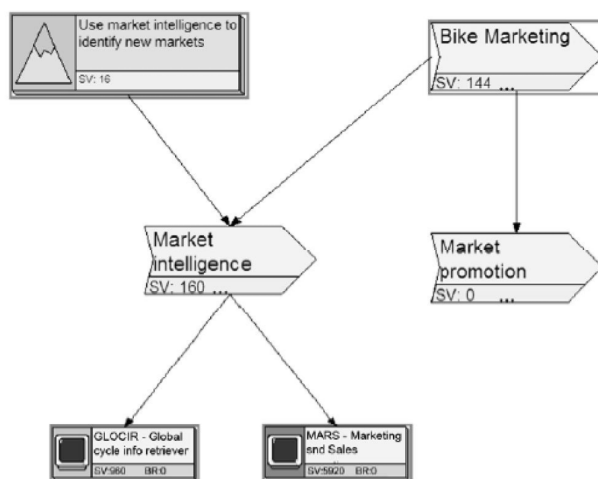 Use market intelligence to
identify new markets
SV: 16
Bike Marketing
SV: 144 ...
Market
intelligence
SV: 160 ...
Market
promotion
SV: 0 ...
GLOCIR - Global
cycle info retriever
SV:960 BR:0
MARS - Marketing
snd Sales
SV:5920 BR:0